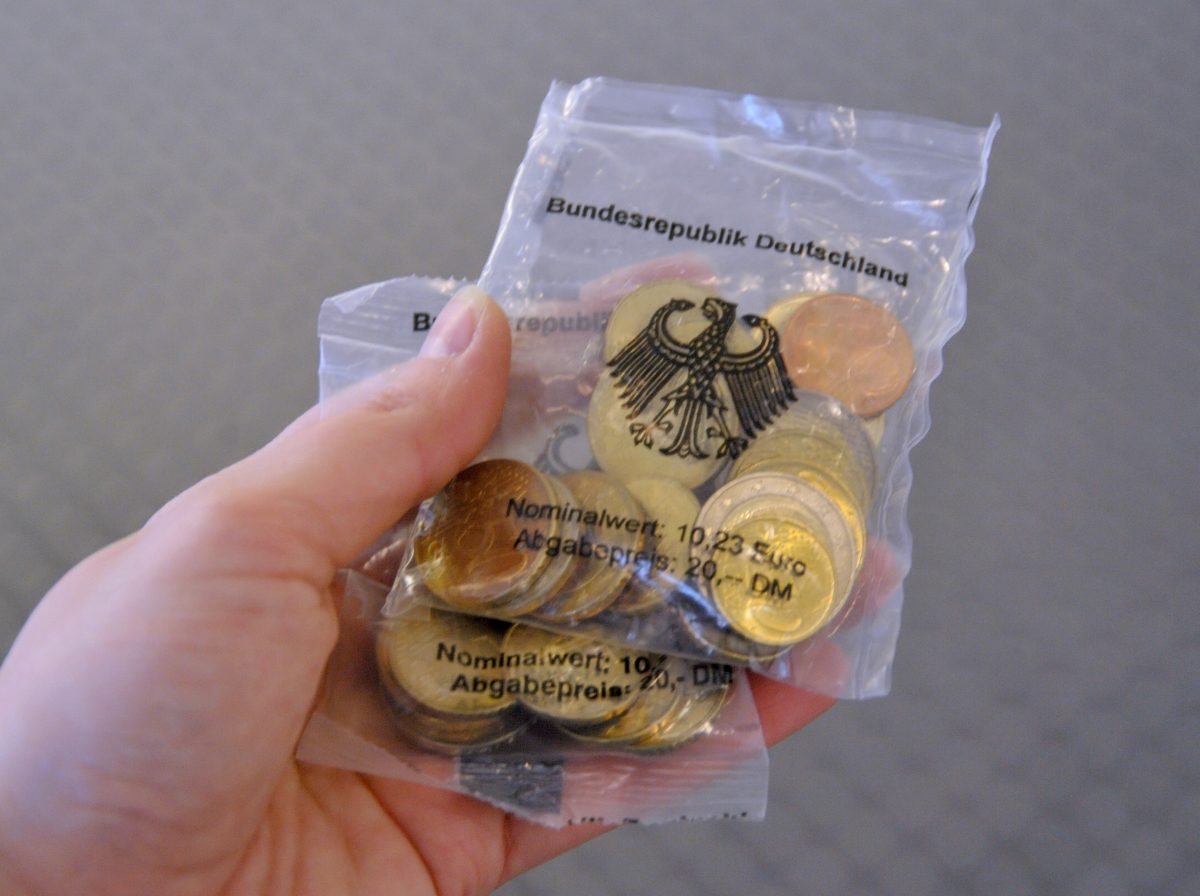 Bundesrepublik Deutschland
Nominalwert: 10,23 Euro
Abgabepreis: 20,-- DM
Nominalwert: 10,
Abgabepreis: 20,- DM